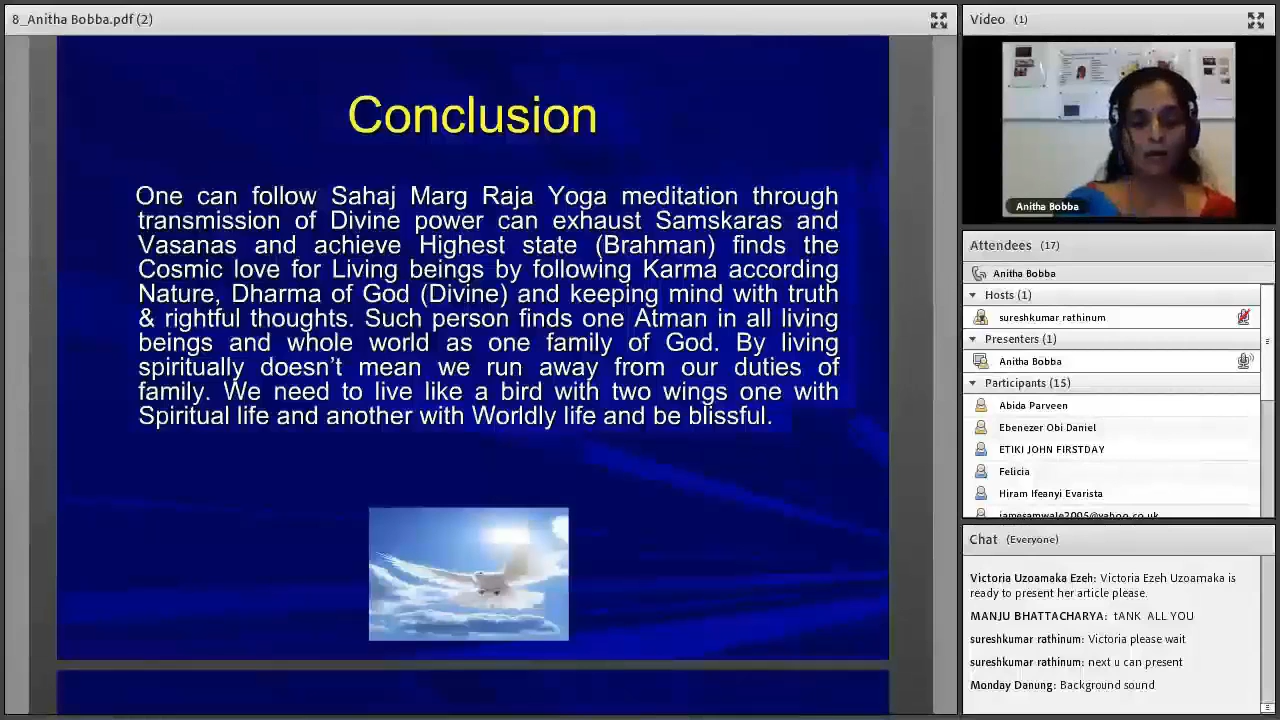 8_Anitha Bobba.pdf (2)
Conclusion
One can follow Sahaj Marg Raja Yoga meditation through
transmission of Divine power can exhaust Samskaras and
Vasanas and achieve Highest state (Brahman) finds the
Cosmic love for Living beings by following Karma according
Nature, Dharma of God (Divine) and keeping mind with truth
& rightful thoughts. Such person finds one Atman in all living
beings and whole world as one family of God. By living
spiritually doesn’t mean we run away from our duties of
family. We need to live like a bird with two wings one with
Spiritual life and another with Worldly life and be blissful.
Video (1)
Anitha Bobba
Attendees (17)
Anitha Bobba
Hosts (1)
sureshkumar rathinum
Presenters (1)
Anitha Bobba
Participants (15)
Abida Parveen
Ebenezer Obi Daniel
ETIKI JOHN FIRSTDAY
Felicia
Hiram Ifeanyi Evarista
jamesamwale2005@yahoo.co.uk
Chat (Everyone)
Victoria Uzoamaka Ezeh: Victoria Ezeh Uzoamaka is
ready to present her article please.
MANJU BHATTACHARYA: tANK ALL YOU
sureshkumar rathinum: Victoria please wait
sureshkumar rathinum: next u can present
Monday Danung: Background sound